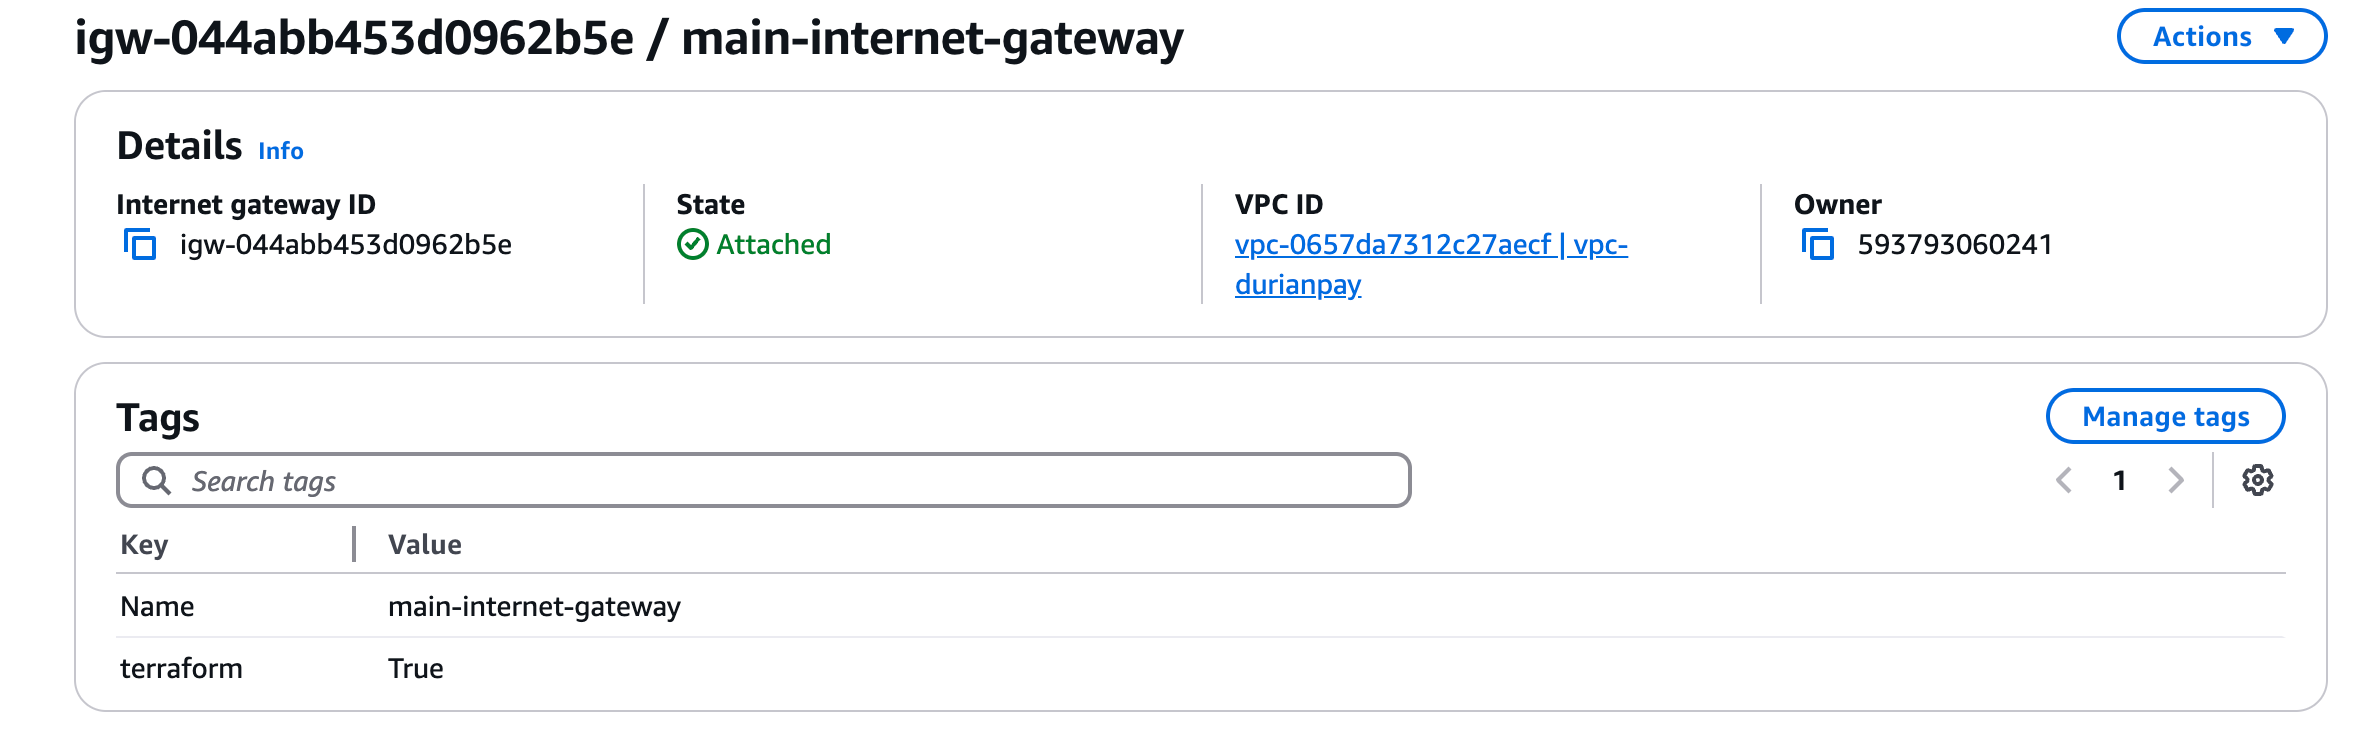 igw-044abb453d0962b5e / main-internet-gateway
Actions
Details Info
Internet gateway ID
igw-044abb453d0962b5e
State
Attached
VPC ID
vpc-0657da7312c27aecf | vpc-
durianpay
Owner
593793060241
Tags
Manage tags
Search tags
1
Key Value
Name main-internet-gateway
terraform True